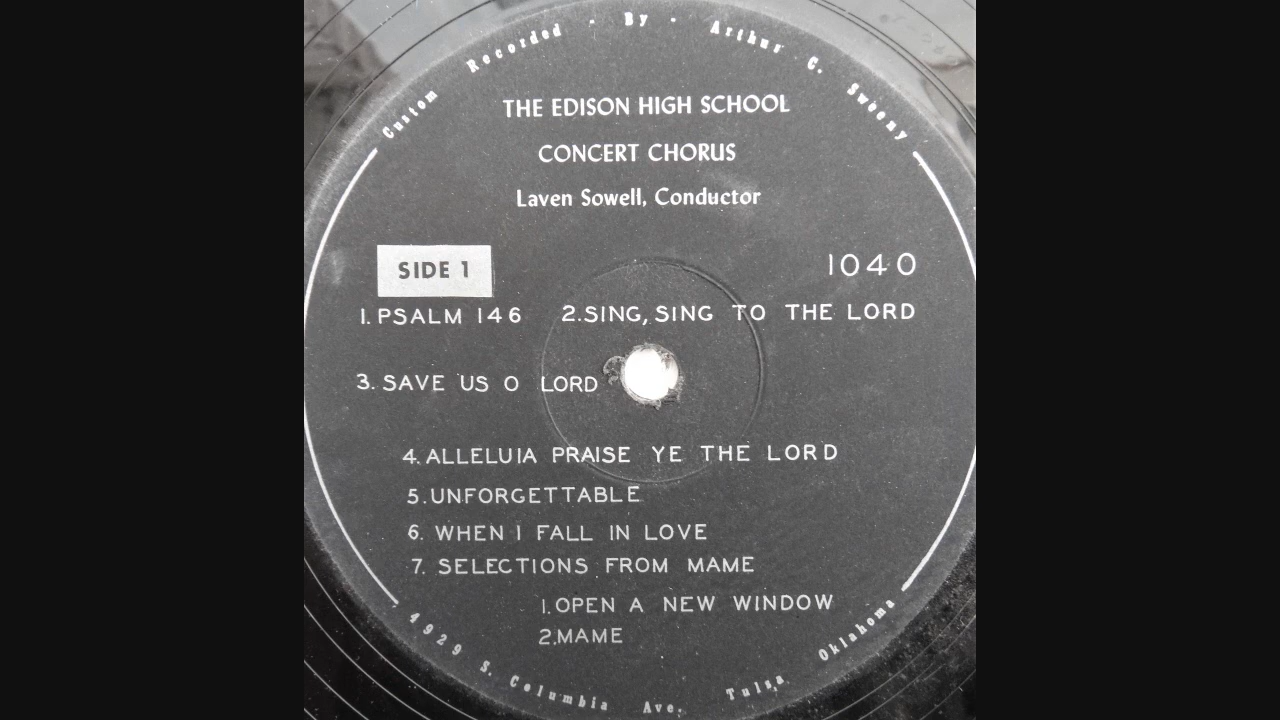 Custom Recorded - By - Arthur C. Sweeny
THE EDISON HIGH SCHOOL
CONCERT CHORUS
Laven Sowell, Conductor
SIDE 1
1040
1. PSALM 146 2. SING, SING TO THE LORD
3. SAVE US O LORD
4. ALLELUIA PRAISE YE THE LORD
5. UNFORGETTABLE
6. WHEN I FALL IN LOVE
7. SELECTIONS FROM MAME
1. OPEN A NEW WINDOW
2. MAME
4929 S. Columbia Ave. Tulsa, Oklahoma